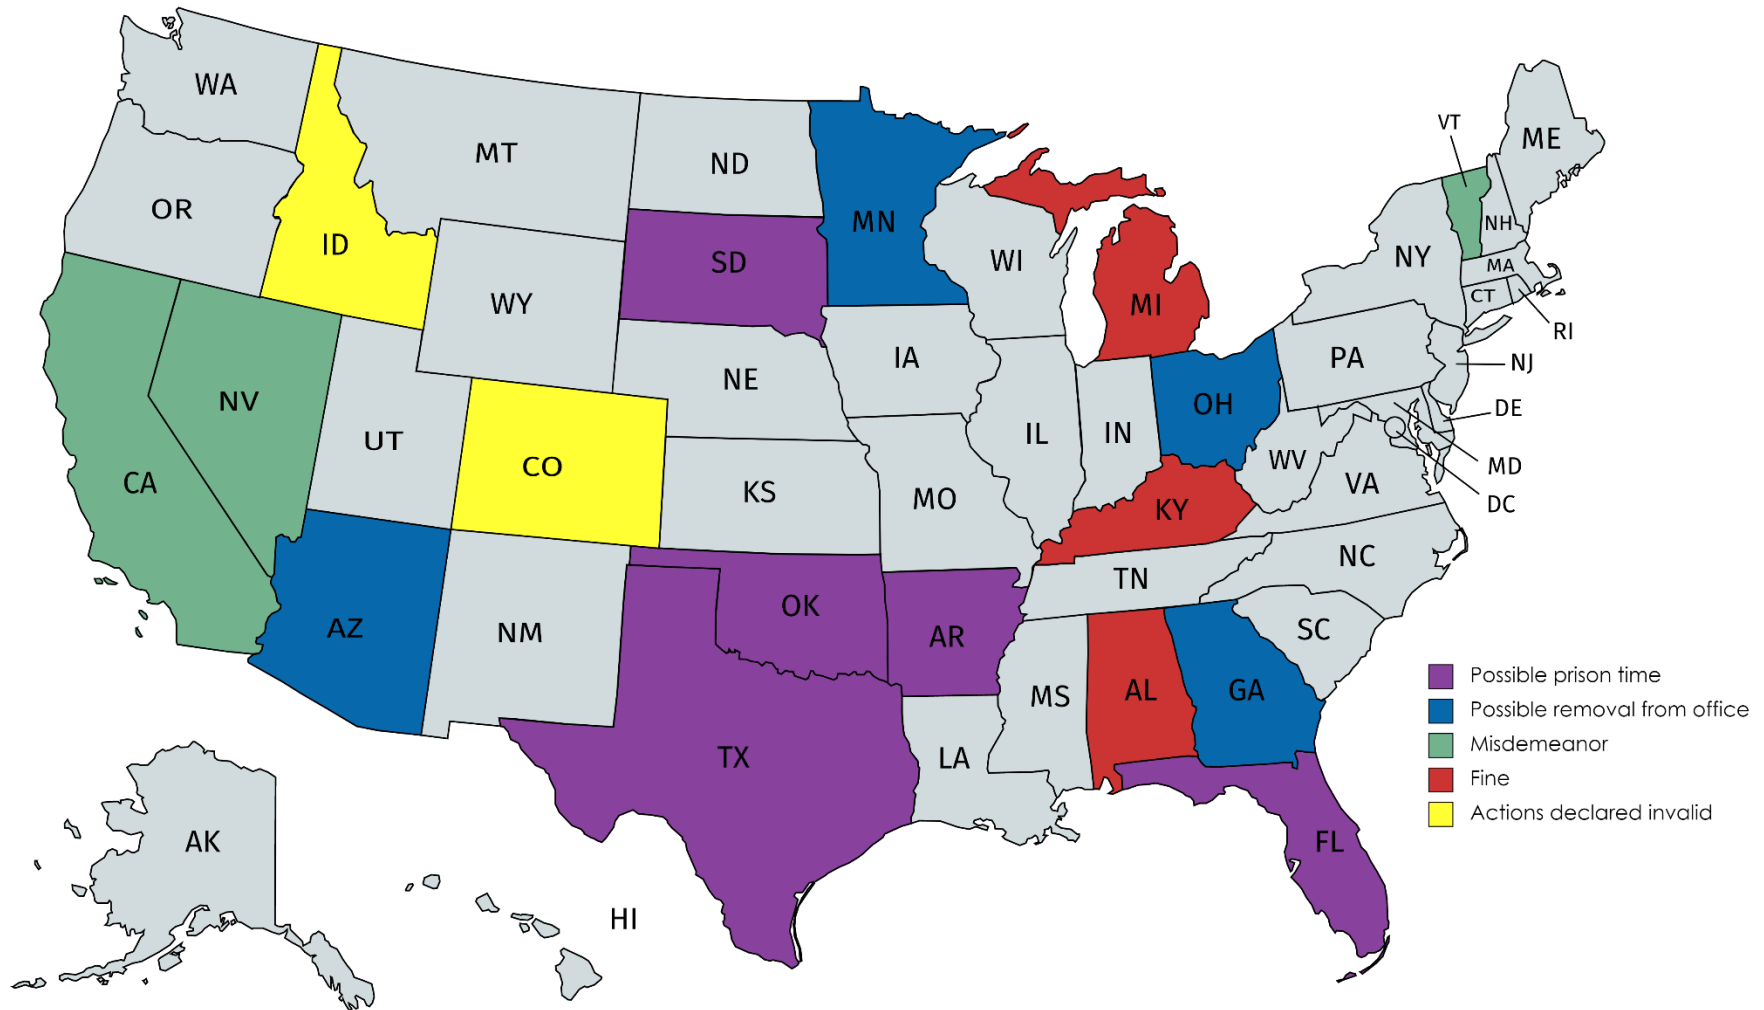 WA
MT
ND
MN
OR
ID
SD
WY
WI
MI
VT
ME
NH
NY
MA
CT
RI
PA
NJ
IA
NE
NV
UT
CO
CA
KS
MO
IL
IN
OH
WV
VA
DE
MD
DC
KY
NC
TN
SC
AZ
NM
OK
AR
MS
AL
GA
TX
LA
FL
AK
HI
Possible prison time
Possible removal from office
Misdemeanor
Fine
Actions declared invalid